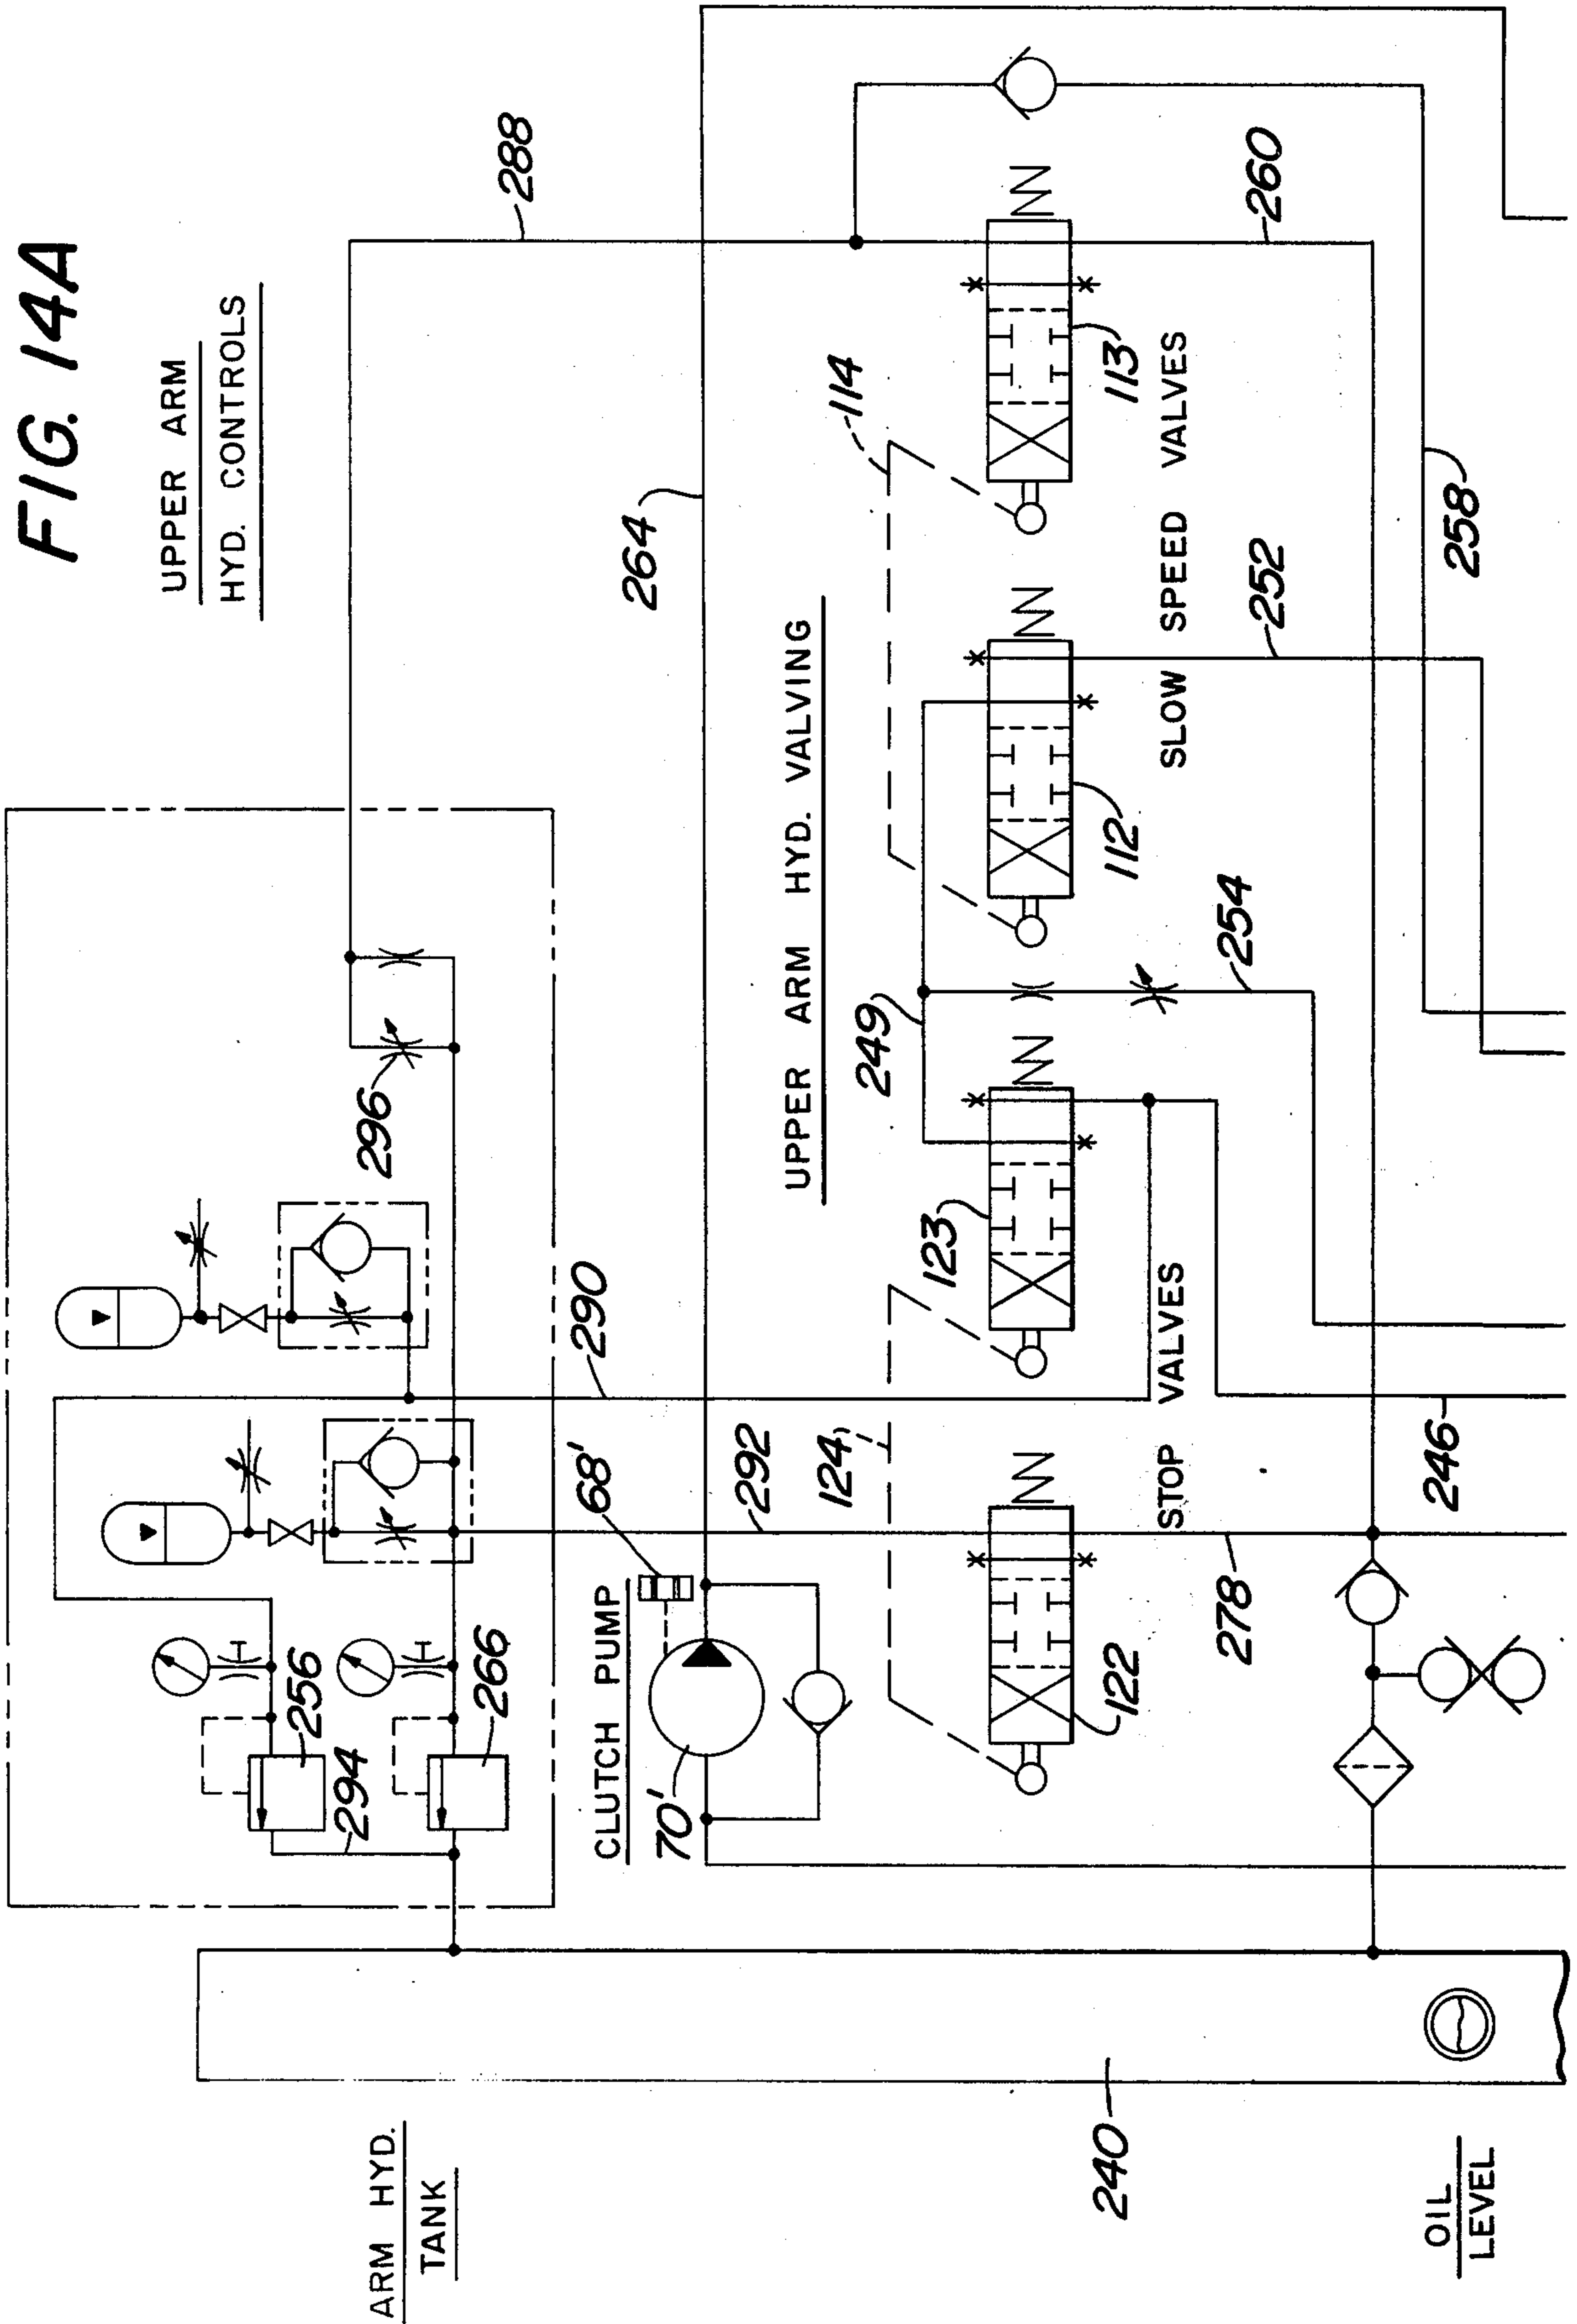 FIG. 14A
UPPER ARM
HYD. CONTROLS
288
296
290
256
294
266
292
68'
CLUTCH PUMP
70'
264
UPPER ARM HYD. VALVING
114
249
124
123
122
112
113
STOP VALVES
SLOW SPEED VALVES
254
252
260
258
246
278
ARM HYD.
TANK
240
OIL
LEVEL